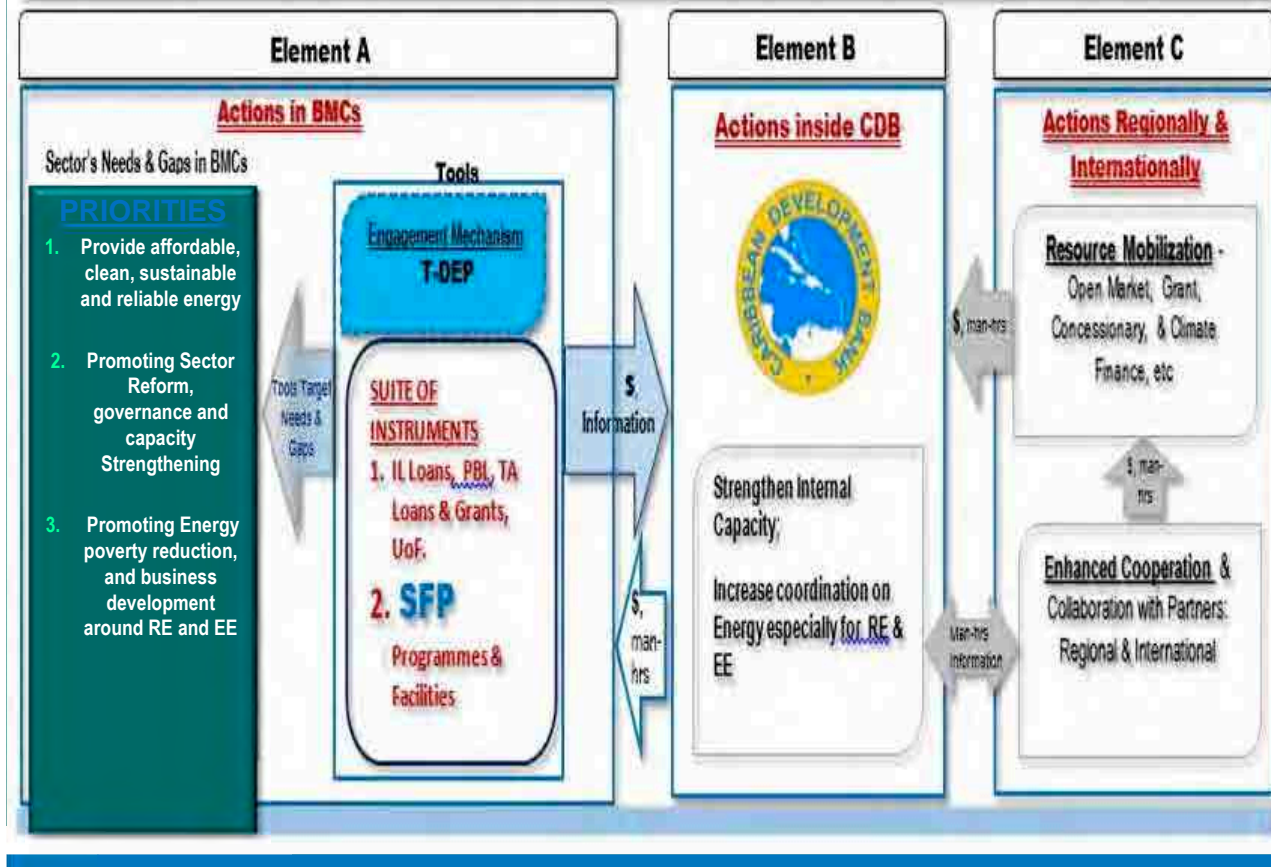 Element A
Actions in BMCs
Sector's Needs & Gaps in BMCs
PRIORITIES
1. Provide affordable,
clean, sustainable
and reliable energy
2. Promoting Sector
Reform,
governance and
capacity
Strengthening
3. Promoting Energy
poverty reduction,
and business
development
around RE and EE
Tools Target
Needs &
Gaps
Tools
Engagement Mechanism
T-DEP
SUITE OF
INSTRUMENTS
1. IL Loans, PBL, TA
Loans & Grants,
UoF.
2. SFP
Programmes &
Facilities
$,
Information
$,
man-
hrs
Element B
Actions inside CDB
CARIBBEAN DEVELOPMENT BANK
Strengthen Internal
Capacity;
Increase coordination on
Energy especially for RE &
EE
$, man-hrs
Man-hrs
Information
Element C
Actions Regionally &
Internationally
Resource Mobilization -
Open Market, Grant,
Concessionary, & Climate
Finance, etc
$, man-
hrs
Enhanced Cooperation &
Collaboration with Partners:
Regional & International